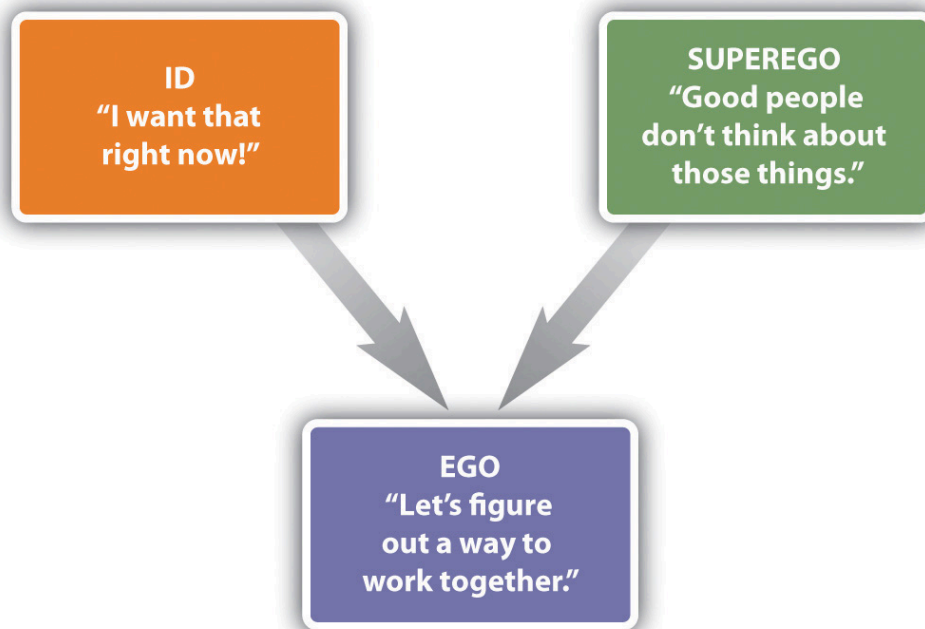 ID
“I want that
right now!”
SUPEREGO
“Good people
don’t think about
those things.”
EGO
“Let’s figure
out a way to
work together.”